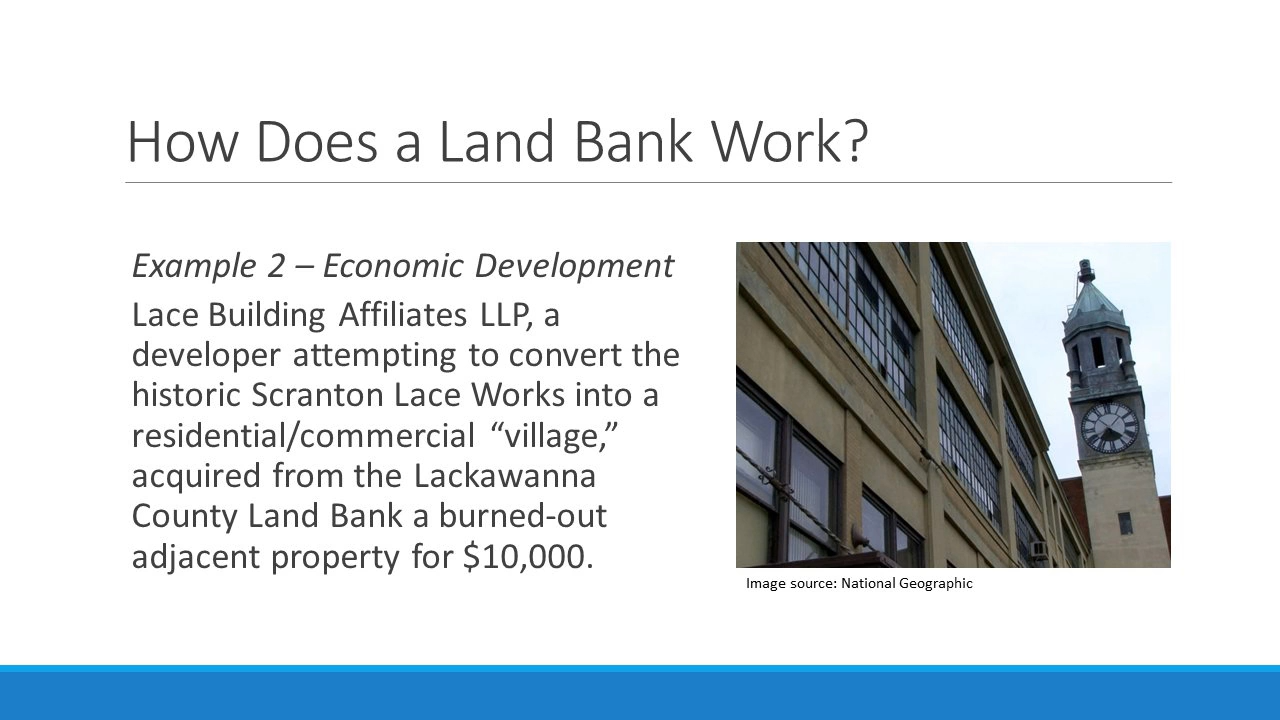 How Does a Land Bank Work?
Example 2 – Economic Development
Lace Building Affiliates LLP, a
developer attempting to convert the
historic Scranton Lace Works into a
residential/commercial “village,”
acquired from the Lackawanna
County Land Bank a burned-out
adjacent property for $10,000.
Image source: National Geographic